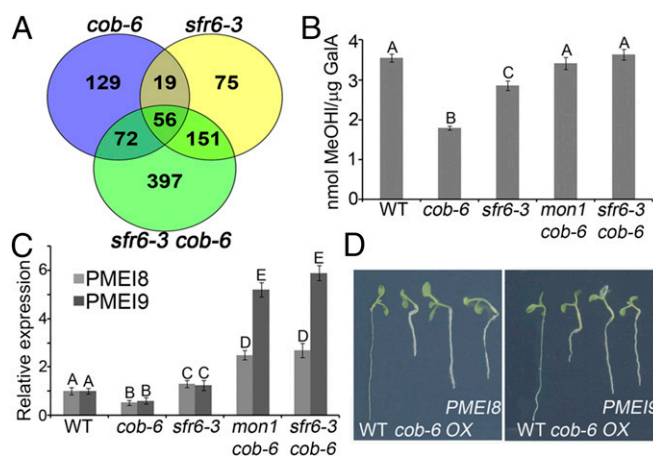 A
cob-6
sfr6-3
129
19
75
56
72
151
397
sfr6-3 cob-6
B
nmol MeOHl/μg GalA
4
3
2
1
0
A
B
C
A
A
WT
cob-6
sfr6-3
mon1
cob-6
sfr6-3
cob-6
C
Relative expression
6
4
2
0
PMEI8
PMEI9
A
A
B
B
C
C
D
E
D
E
WT
cob-6
sfr6-3
mon1
cob-6
sfr6-3
cob-6
D
PMEI8
WT cob-6 OX
PMEI9
WT cob-6 OX